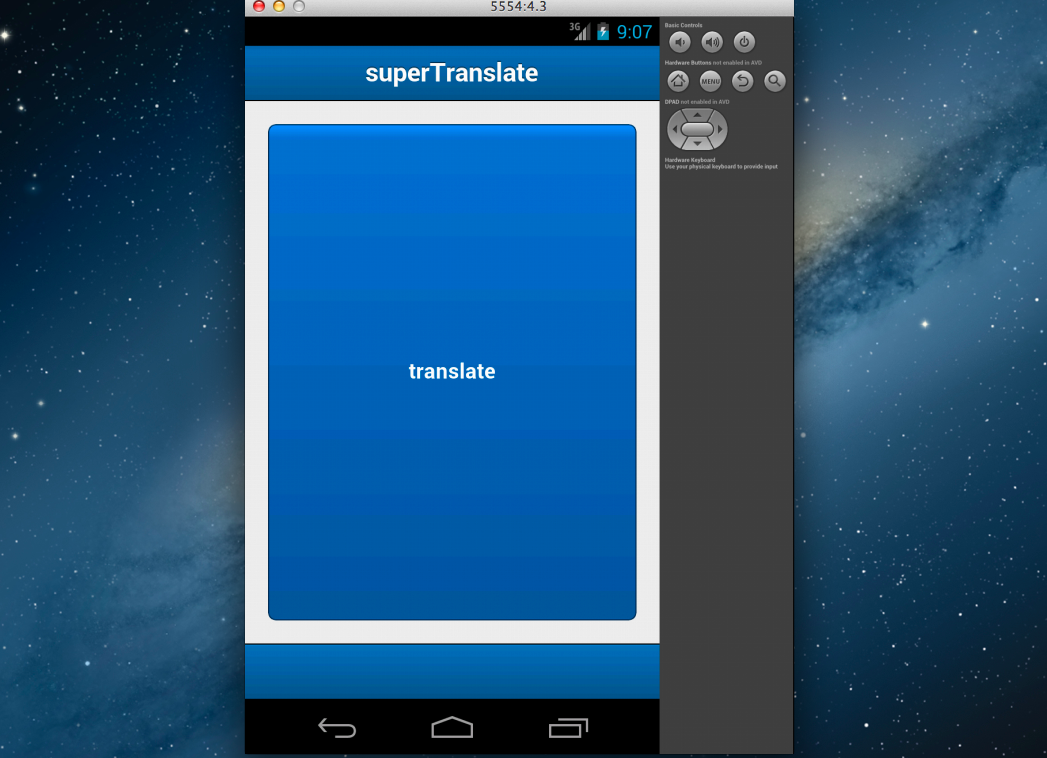 5554:4.3
3G
9:07
superTranslate
translate
Basic Controls
Hardware Buttons not enabled in AVD
MENU
DPAD not enabled in AVD
Hardware Keyboard
Use your physical keyboard to provide input